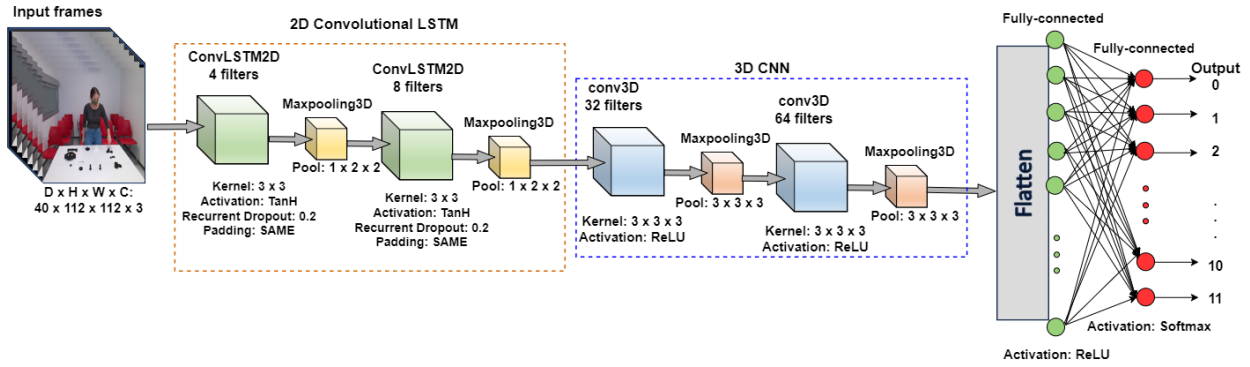 Input frames
D x H x W x C:
40 x 112 x 112 x 3
2D Convolutional LSTM
ConvLSTM2D
4 filters
Maxpooling3D
Pool: 1 x 2 x 2
Kernel: 3 x 3
Activation: TanH
Recurrent Dropout: 0.2
Padding: SAME
ConvLSTM2D
8 filters
Maxpooling3D
Pool: 1 x 2 x 2
Kernel: 3 x 3
Activation: TanH
Recurrent Dropout: 0.2
Padding: SAME
3D CNN
conv3D
32 filters
Maxpooling3D
Pool: 3 x 3 x 3
Kernel: 3 x 3 x 3
Activation: ReLU
conv3D
64 filters
Maxpooling3D
Pool: 3 x 3 x 3
Kernel: 3 x 3 x 3
Activation: ReLU
Flatten
Fully-connected
Activation: ReLU
Fully-connected
Activation: Softmax
Output
0
1
2
.
.
.
10
11